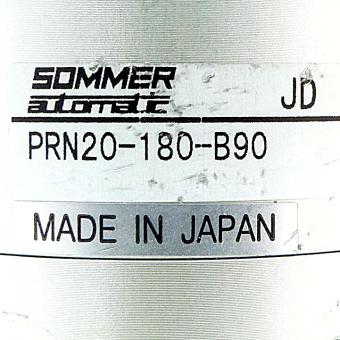 SOMMER
automatic JD
PRN20-180-B90
MADE IN JAPAN